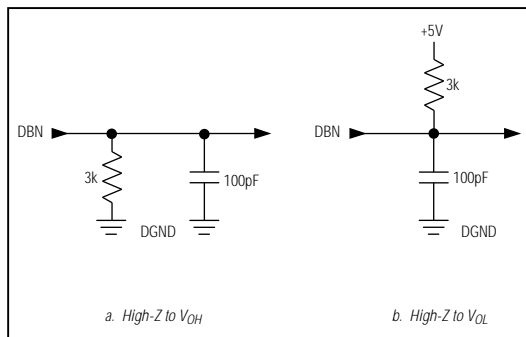 +5V
3k
DBN
DBN
3k
100pF
100pF
DGND
DGND
a. High-Z to VOH
b. High-Z to VOL